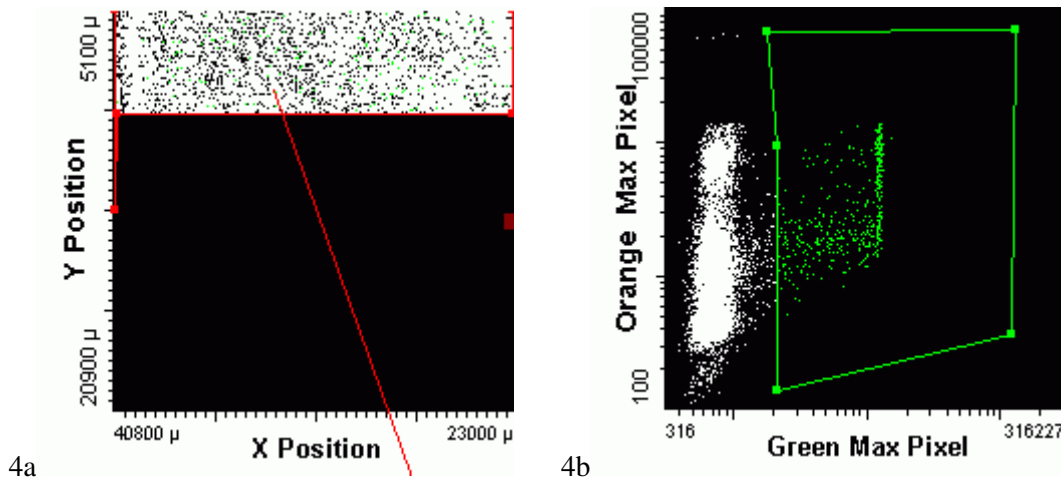 5100 µ
Y Position
20900 µ
40800 µ
X Position
23000 µ
4a
100000
Orange Max Pixel
100
316
Green Max Pixel
316227
4b